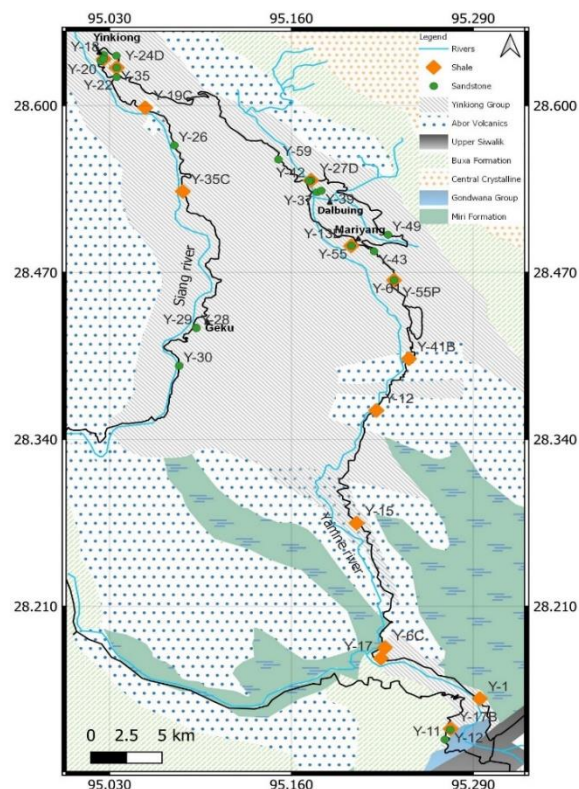 95.030 95.160 95.290
Legend
Rivers
Shale
Sandstone
Yinkiong Group
Abor Volcanics
Upper Siwalik
Buxa Formation
Central Crystalline
Gondwana Group
Miri Formation
Yinkiong
Y-18
Y-24D
Y-20
Y-35
Y-22
Y-19C
28.600 28.600
Y-26
Y-59
Y-42
Y-27D
Y-35C
Y-37
Y-39
Dalbuing
Mariyang
Y-13D
Y-49
Y-55
Y-43
28.470 28.470
Siang river
Y-61
Y-55P
Y-29
Y-28
Geku
Y-30
Y-41B
Y-12
28.340 28.340
Y-15
Yamne river
28.210 28.210
Y-6C
Y-17
Y-1
Y-17B
Y-11
Y-12
0 2.5 5 km
95.030 95.160 95.290